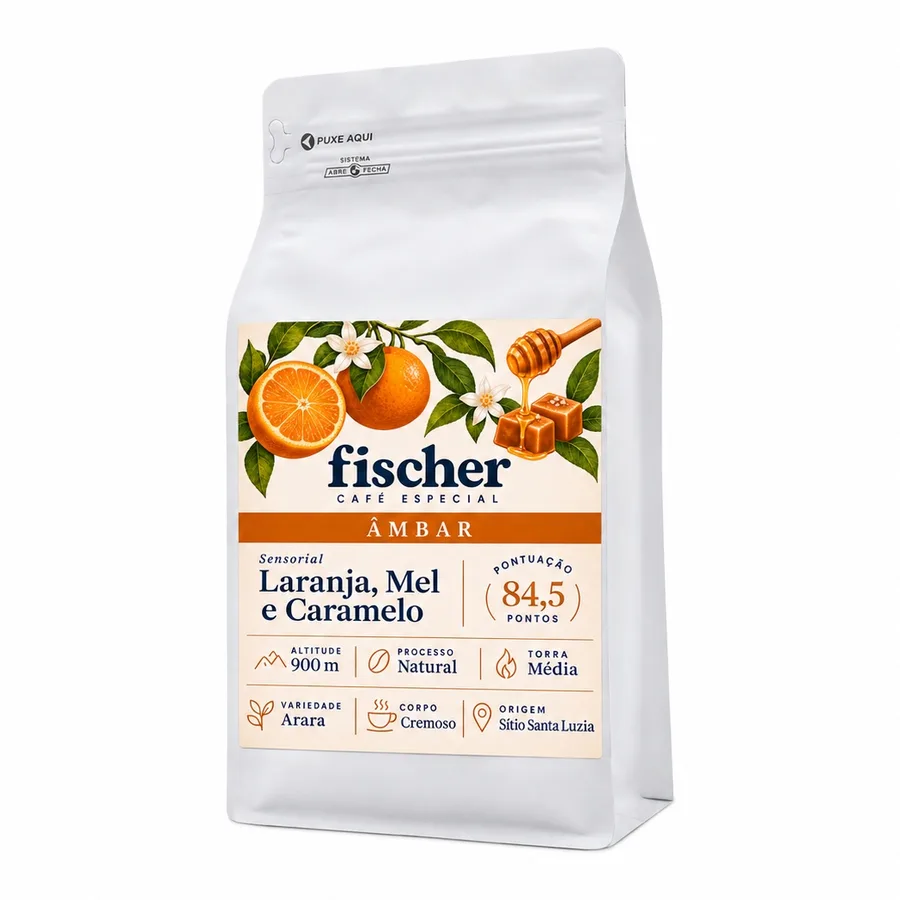 PUXE AQUI
SISTEMA
ABRE FECHA
fischer
CAFÉ ESPECIAL
ÂMBAR
Sensorial
Laranja, Mel
e Caramelo
PONTUAÇÃO
84,5
PONTOS
ALTITUDE
900 m
PROCESSO
Natural
TORRA
Média
VARIEDADE
Arara
CORPO
Cremoso
ORIGEM
Sítio Santa Luzia